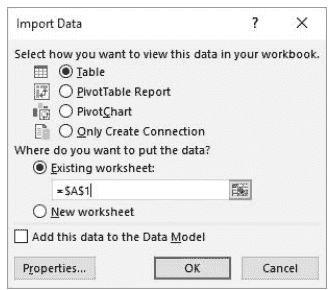 Import Data
? ×
Select how you want to view this data in your workbook.
Table
PivotTable Report
PivotChart
Only Create Connection
Where do you want to put the data?
Existing worksheet:
=$A$1
New worksheet
Add this data to the Data Model
Properties...
OK
Cancel